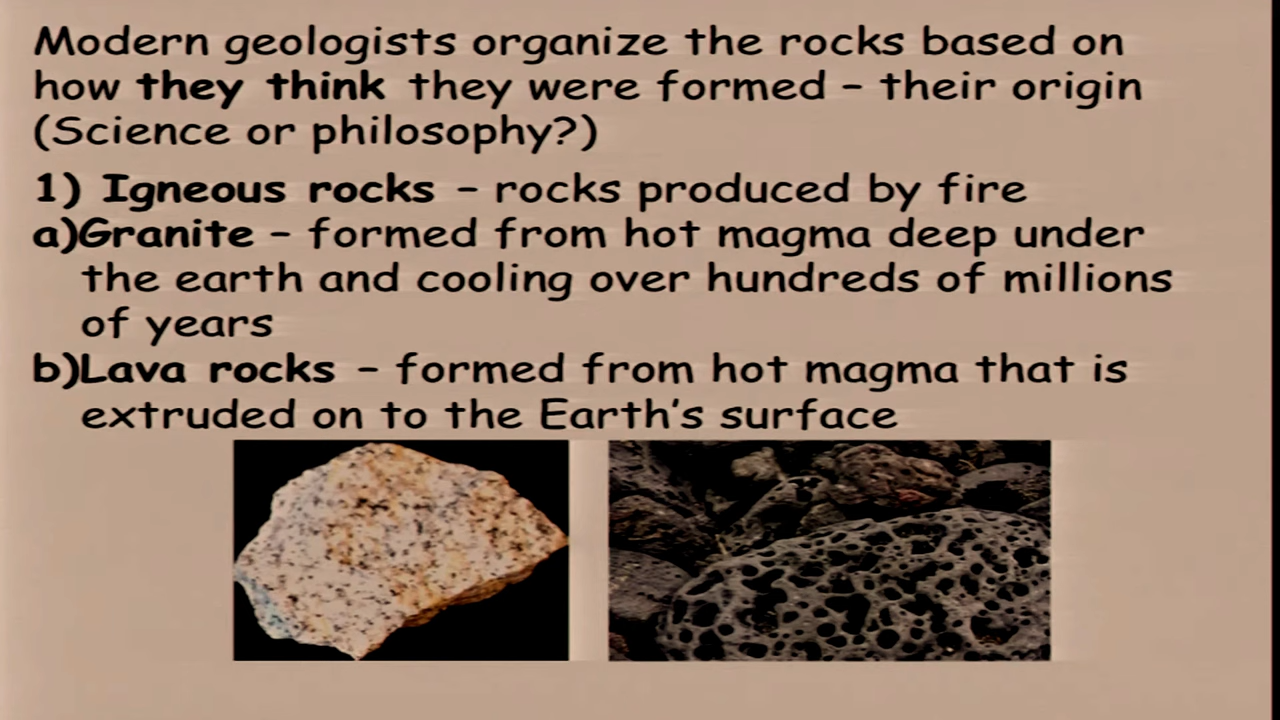 Modern geologists organize the rocks based on
how they think they were formed – their origin
(Science or philosophy?)
1) Igneous rocks – rocks produced by fire
a)Granite – formed from hot magma deep under
the earth and cooling over hundreds of millions
of years
b)Lava rocks – formed from hot magma that is
extruded on to the Earth's surface